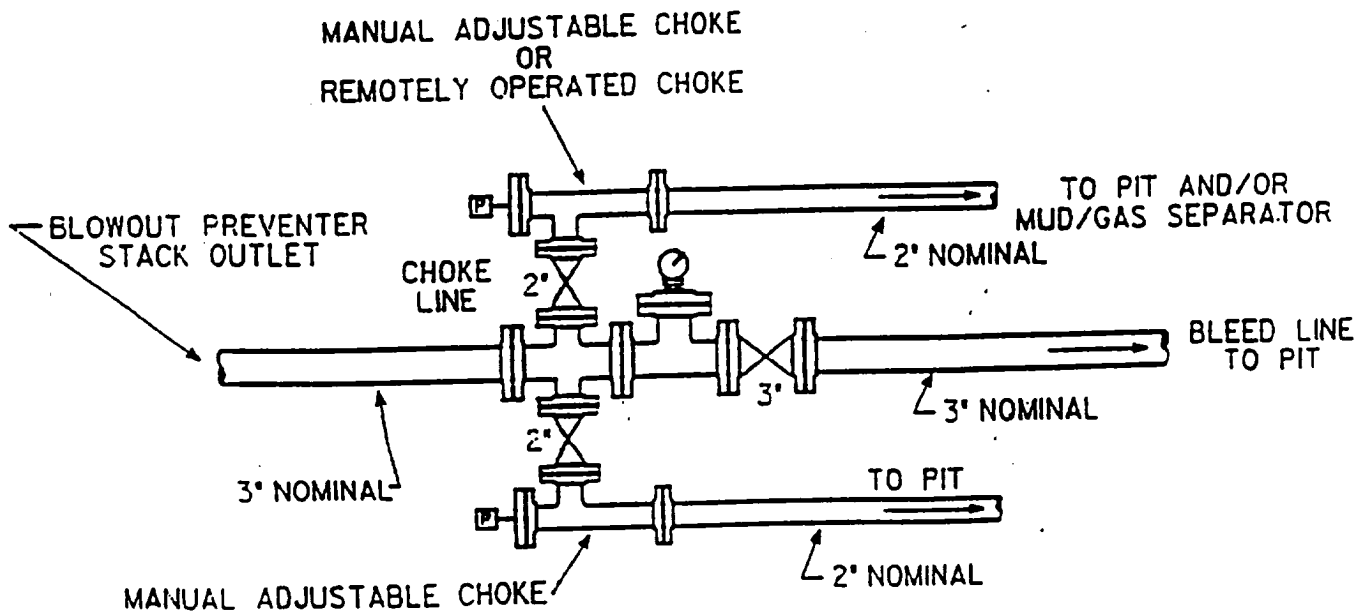 MANUAL ADJUSTABLE CHOKE
OR
REMOTELY OPERATED CHOKE
P
TO PIT AND/OR
MUD/GAS SEPARATOR
2" NOMINAL
BLOWOUT PREVENTER
STACK OUTLET
CHOKE
LINE
2"
BLEED LINE
TO PIT
3"
3" NOMINAL
2"
3" NOMINAL
TO PIT
P
2" NOMINAL
MANUAL ADJUSTABLE CHOKE